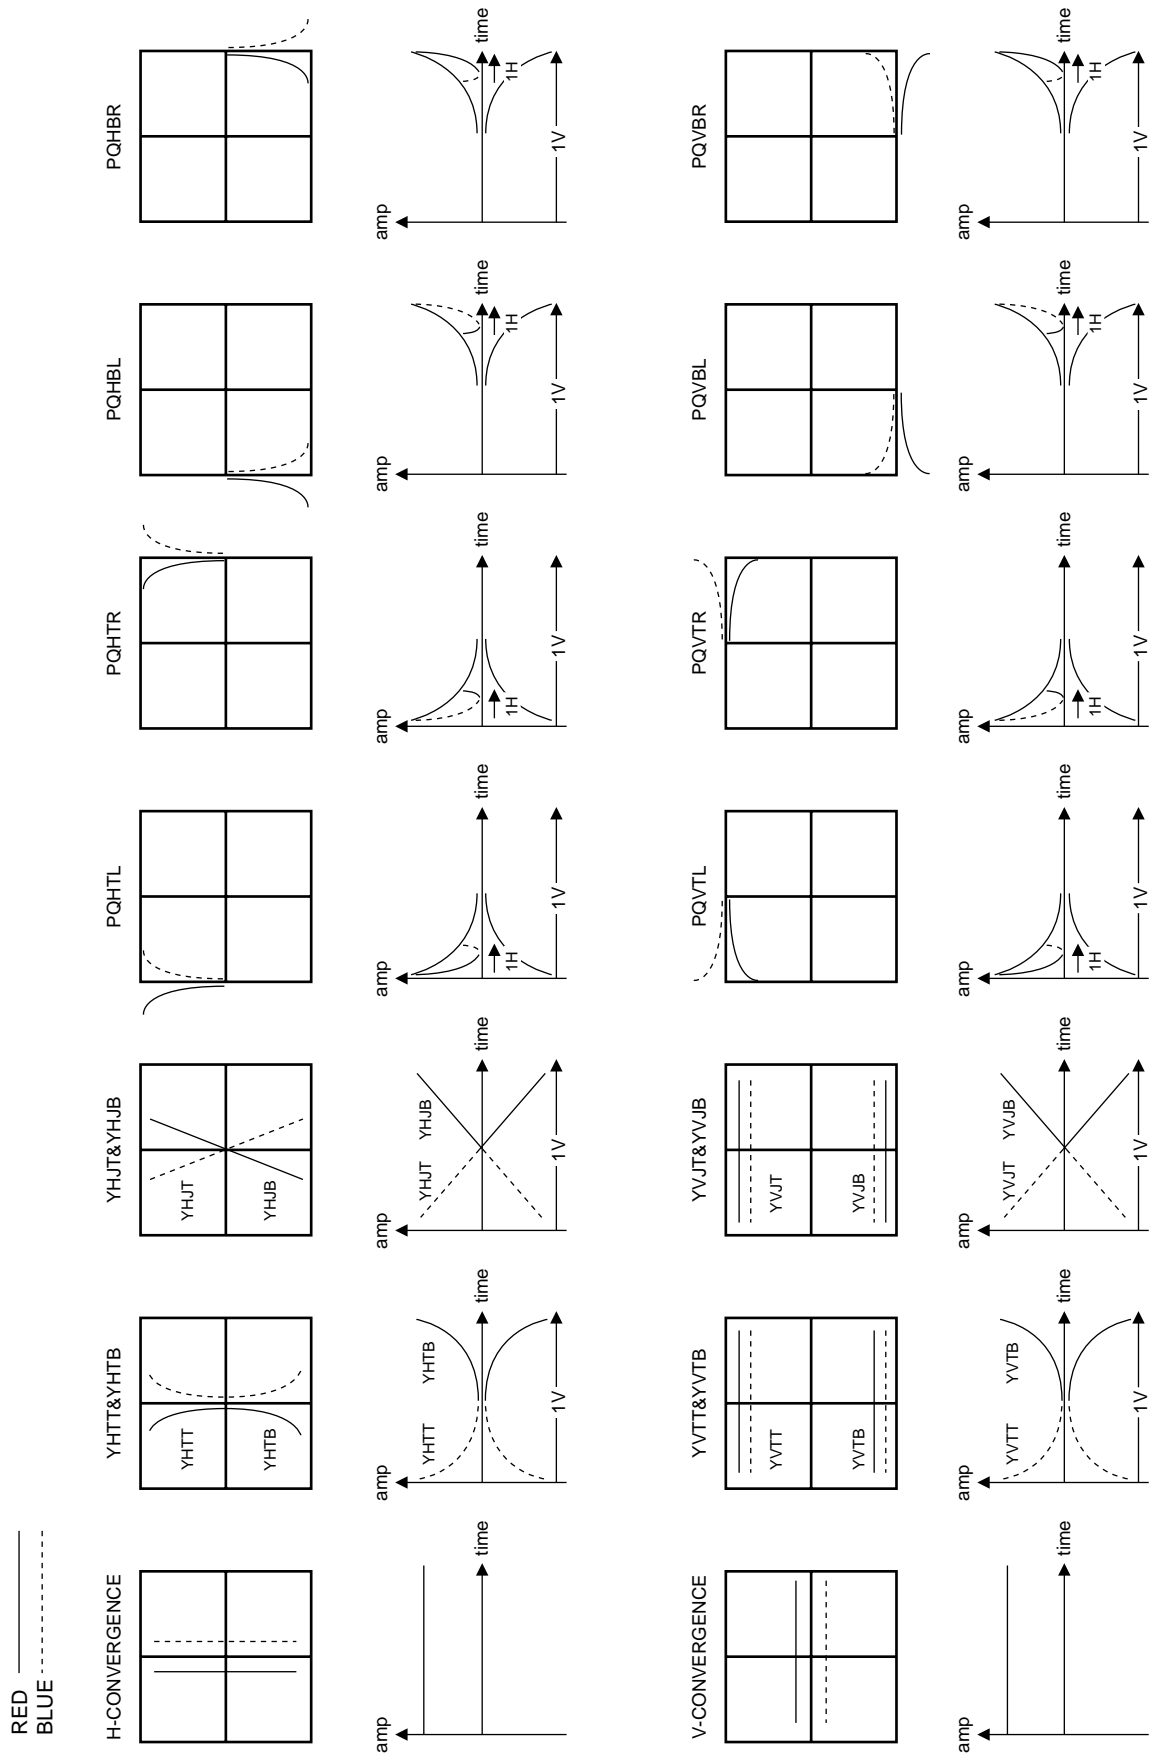 RED
BLUE
H-CONVERGENCE
YHTT&YHTB
YHJT&YHJB
PQHTL
PQHTR
PQHBL
PQHBR
YHTT
YHTB
YHJT
YHJB
amp
time
amp
YHTT
YHTB
time
1V
amp
YHJT
YHJB
time
1V
amp
time
1H
1V
amp
time
1H
1V
amp
time
1H
1V
amp
time
1H
1V
V-CONVERGENCE
YVTT&YVTB
YVJT&YVJB
PQVTL
PQVTR
PQVBL
PQVBR
YVTT
YVTB
YVJT
YVJB
amp
time
amp
YVTT
YVTB
time
1V
amp
YVJT
YVJB
time
1V
amp
time
1H
1V
amp
time
1H
1V
amp
time
1H
1V
amp
time
1H
1V